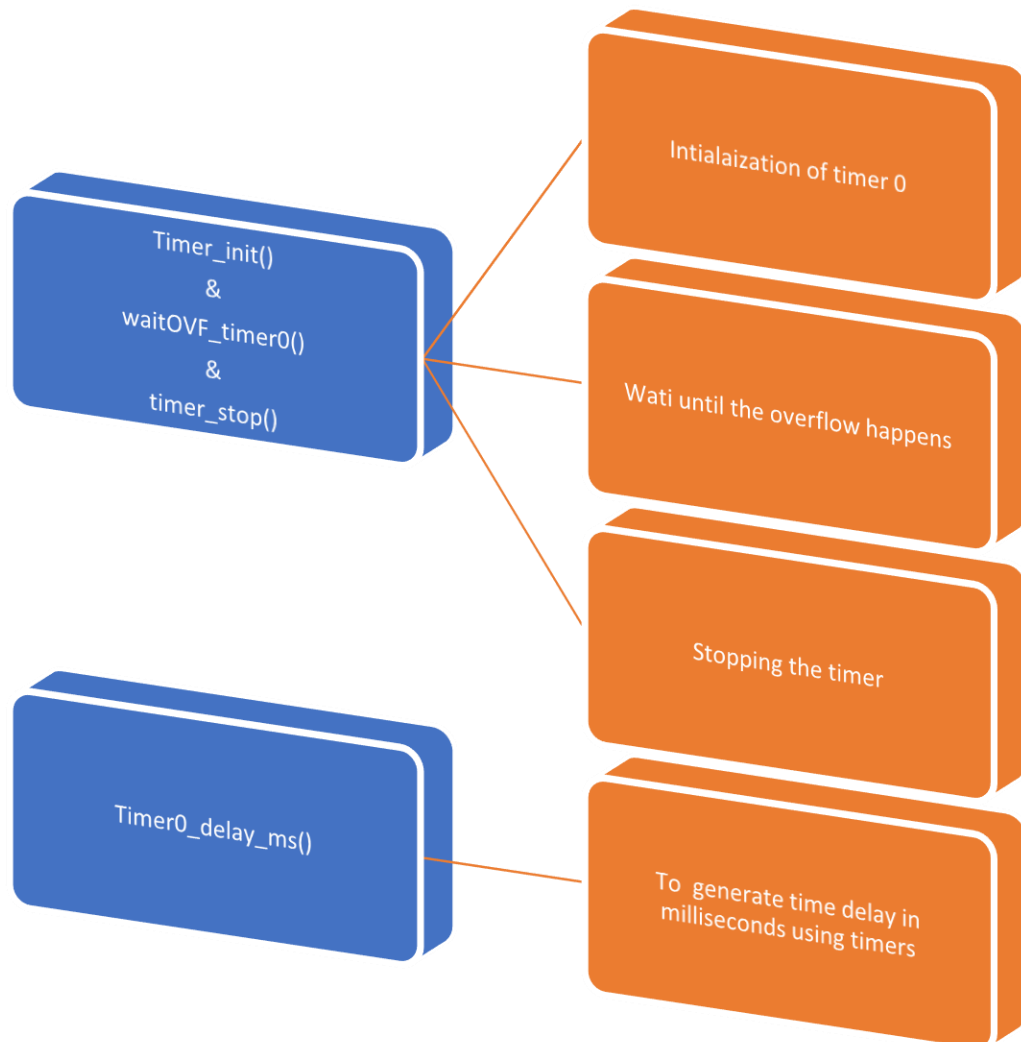 Timer_init()
&
waitOVF_timer0()
&
timer_stop()
Intialaization of timer 0
Wati until the overflow happens
Stopping the timer
Timer0_delay_ms()
To  generate time delay in
milliseconds using timers